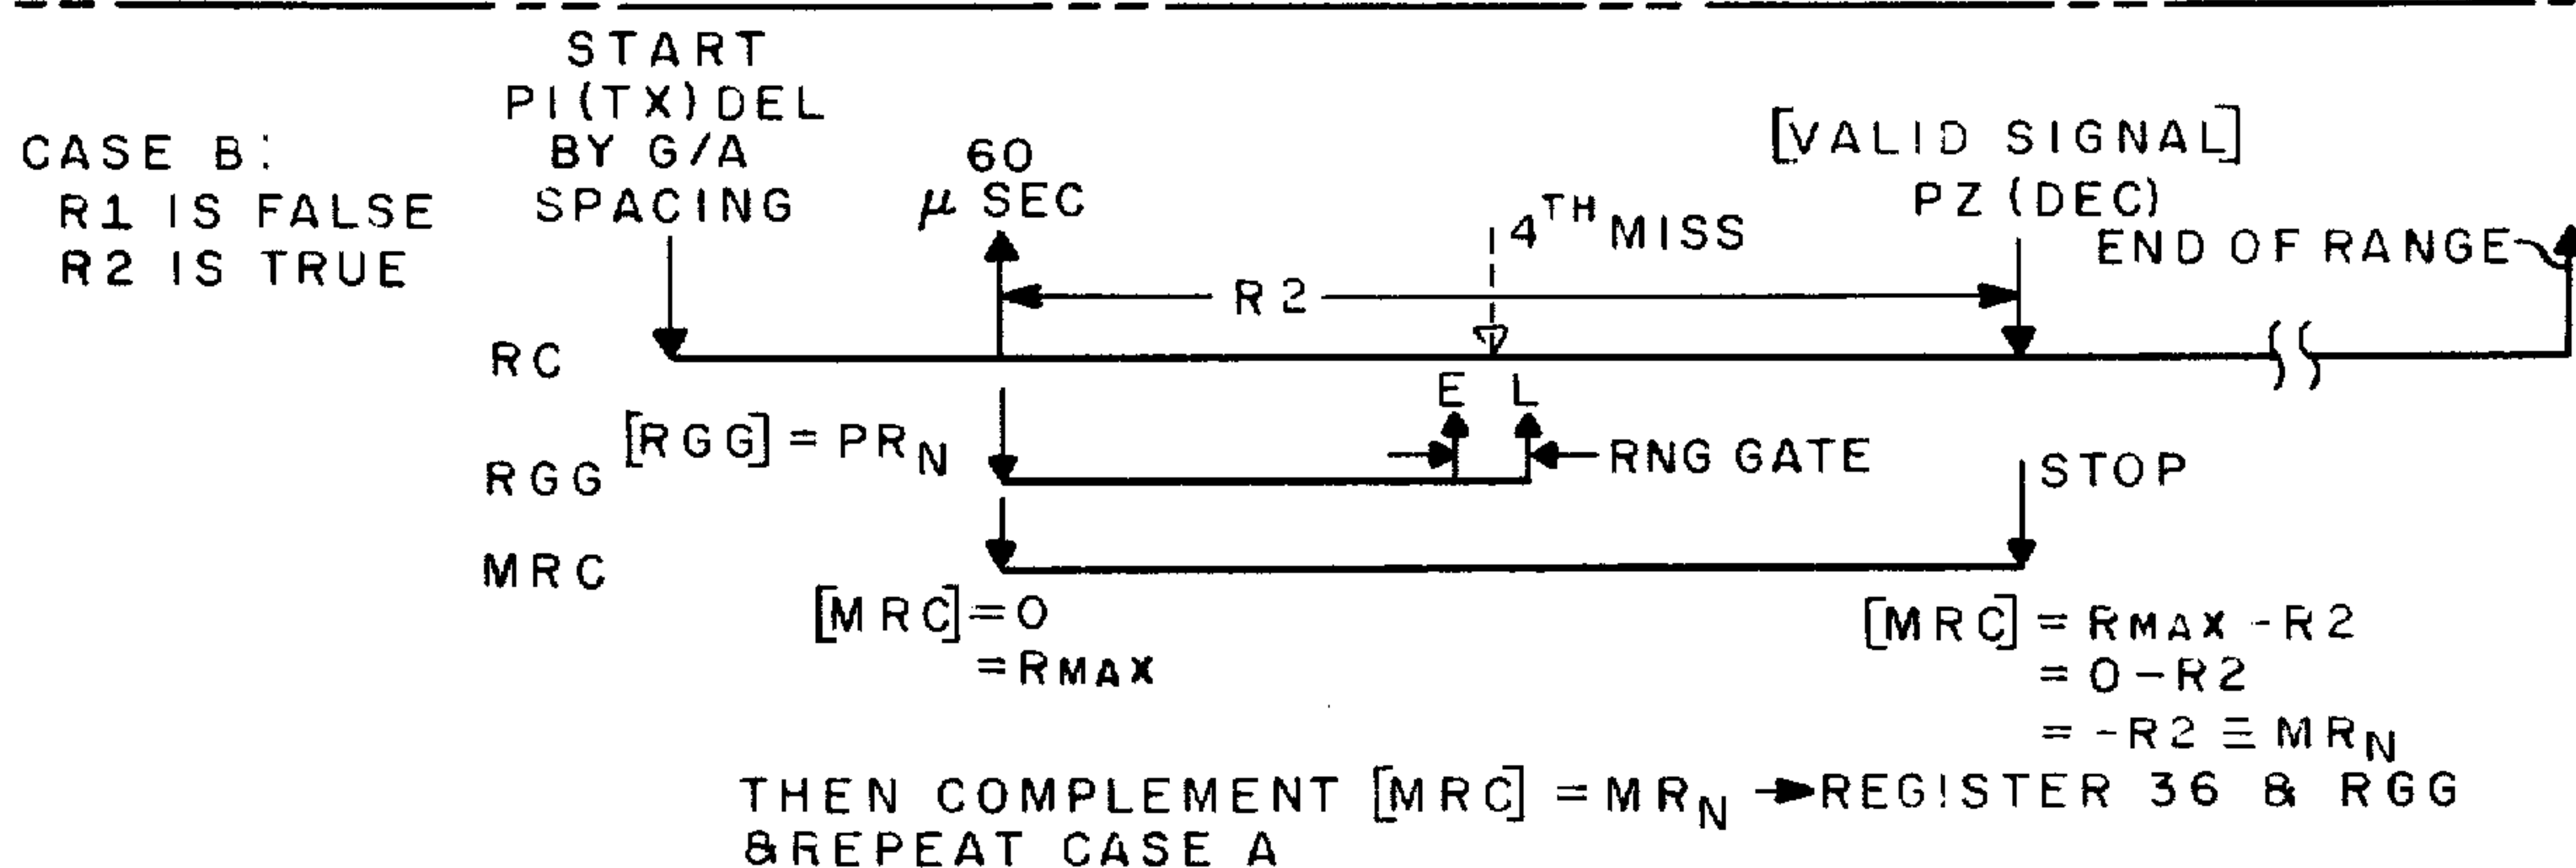 CASE B:
R1 IS FALSE
R2 IS TRUE
START
PI(TX)DEL
BY G/A
SPACING
60
μ SEC
4TH MISS
[VALID SIGNAL]
PZ (DEC)
END OF RANGE
R2
RC
E L
[RGG] = PRN
RGG
RNG GATE
STOP
MRC
[MRC]=0
=RMAX
[MRC] = RMAX -R2
= 0-R2
= -R2 ≡ MRN
THEN COMPLEMENT [MRC] = MRN → REGISTER 36 & RGG
&REPEAT CASE A